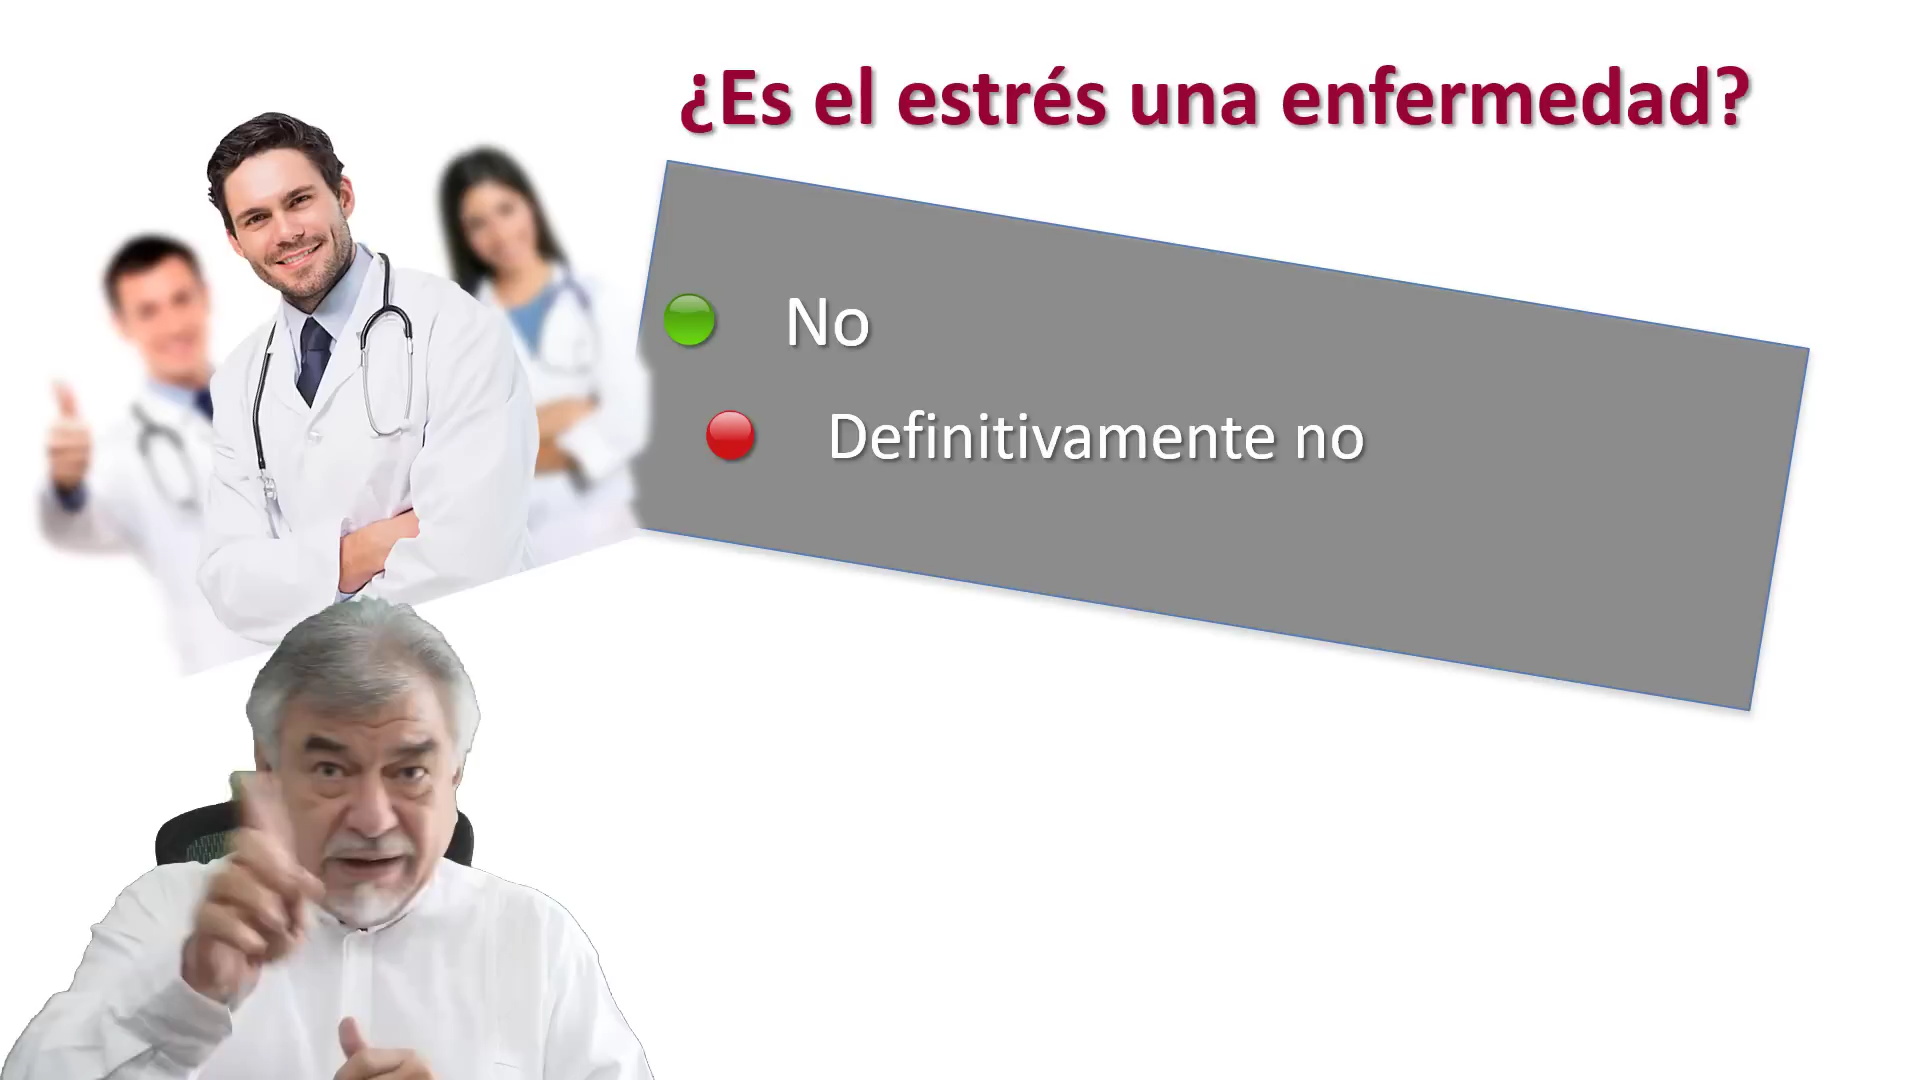 ¿Es el estrés una enfermedad?
No
Definitivamente no